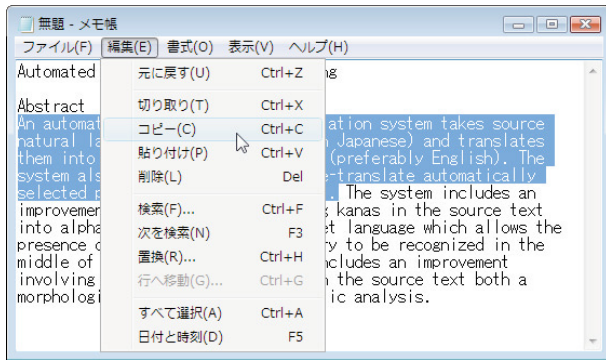 無題 - メモ帳
ファイル(F) 編集(E) 書式(O) 表示(V) ヘルプ(H)
Automated
元に戻す(U) Ctrl+Z
Abstract
切り取り(T) Ctrl+X
An automat ation system takes source
コピー(C) Ctrl+C
natural la Japanese) and translates
貼り付け(P) Ctrl+V
them into (preferably English). The
削除(L) Del
system als e-translate automatically
selected p . The system includes an
検索(F)... Ctrl+F
improvemen kanas in the source text
次を検索(N) F3
into alpha et language which allows the
置換(R)... Ctrl+H
presence o y to be recognized in the
middle of ncludes an improvement
行へ移動(G)... Ctrl+G
involving n the source text both a
morphologi ic analysis.
すべて選択(A) Ctrl+A
日付と時刻(D) F5